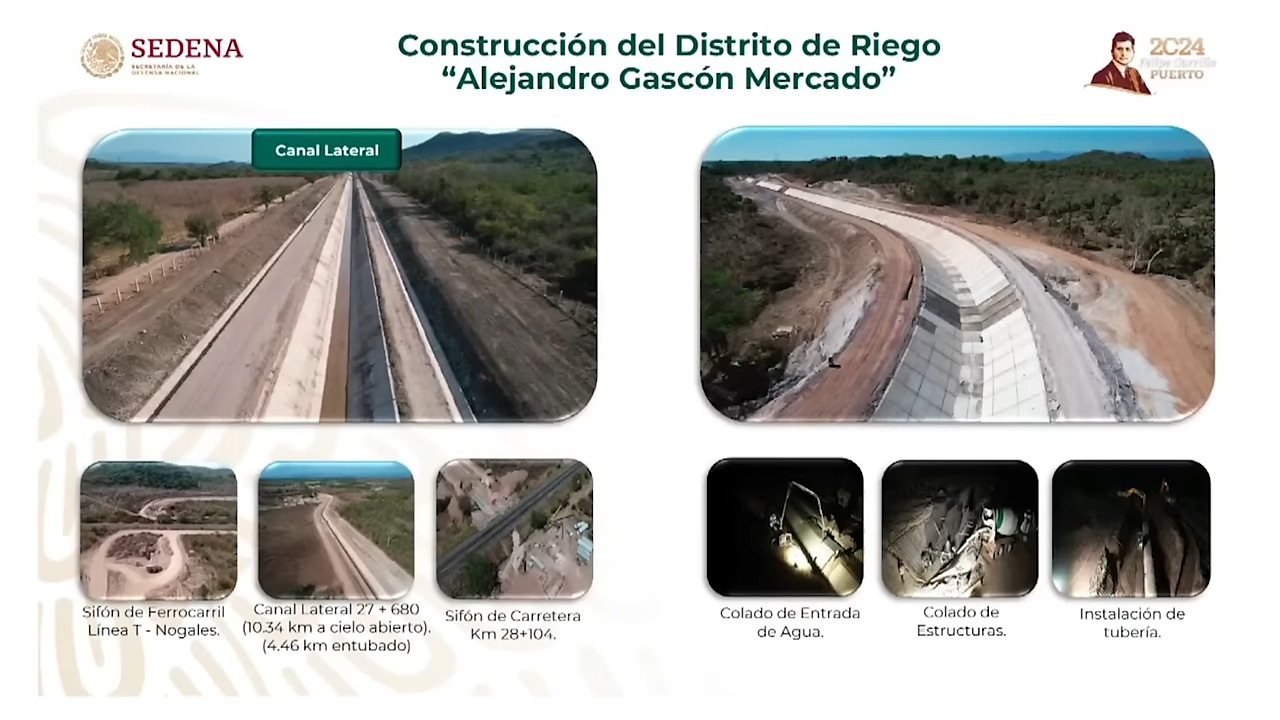 SEDENA
SECRETARÍA DE LA
DEFENSA NACIONAL
Construcción del Distrito de Riego
“Alejandro Gascón Mercado”
2C24
Felipe Carrillo
PUERTO
Canal Lateral
Sifón de Ferrocarril
Línea T - Nogales.
Canal Lateral 27 + 680
(10.34 km a cielo abierto).
(4.46 km entubado)
Sifón de Carretera
Km 28+104.
Colado de Entrada
de Agua.
Colado de
Estructuras.
Instalación de
tubería.